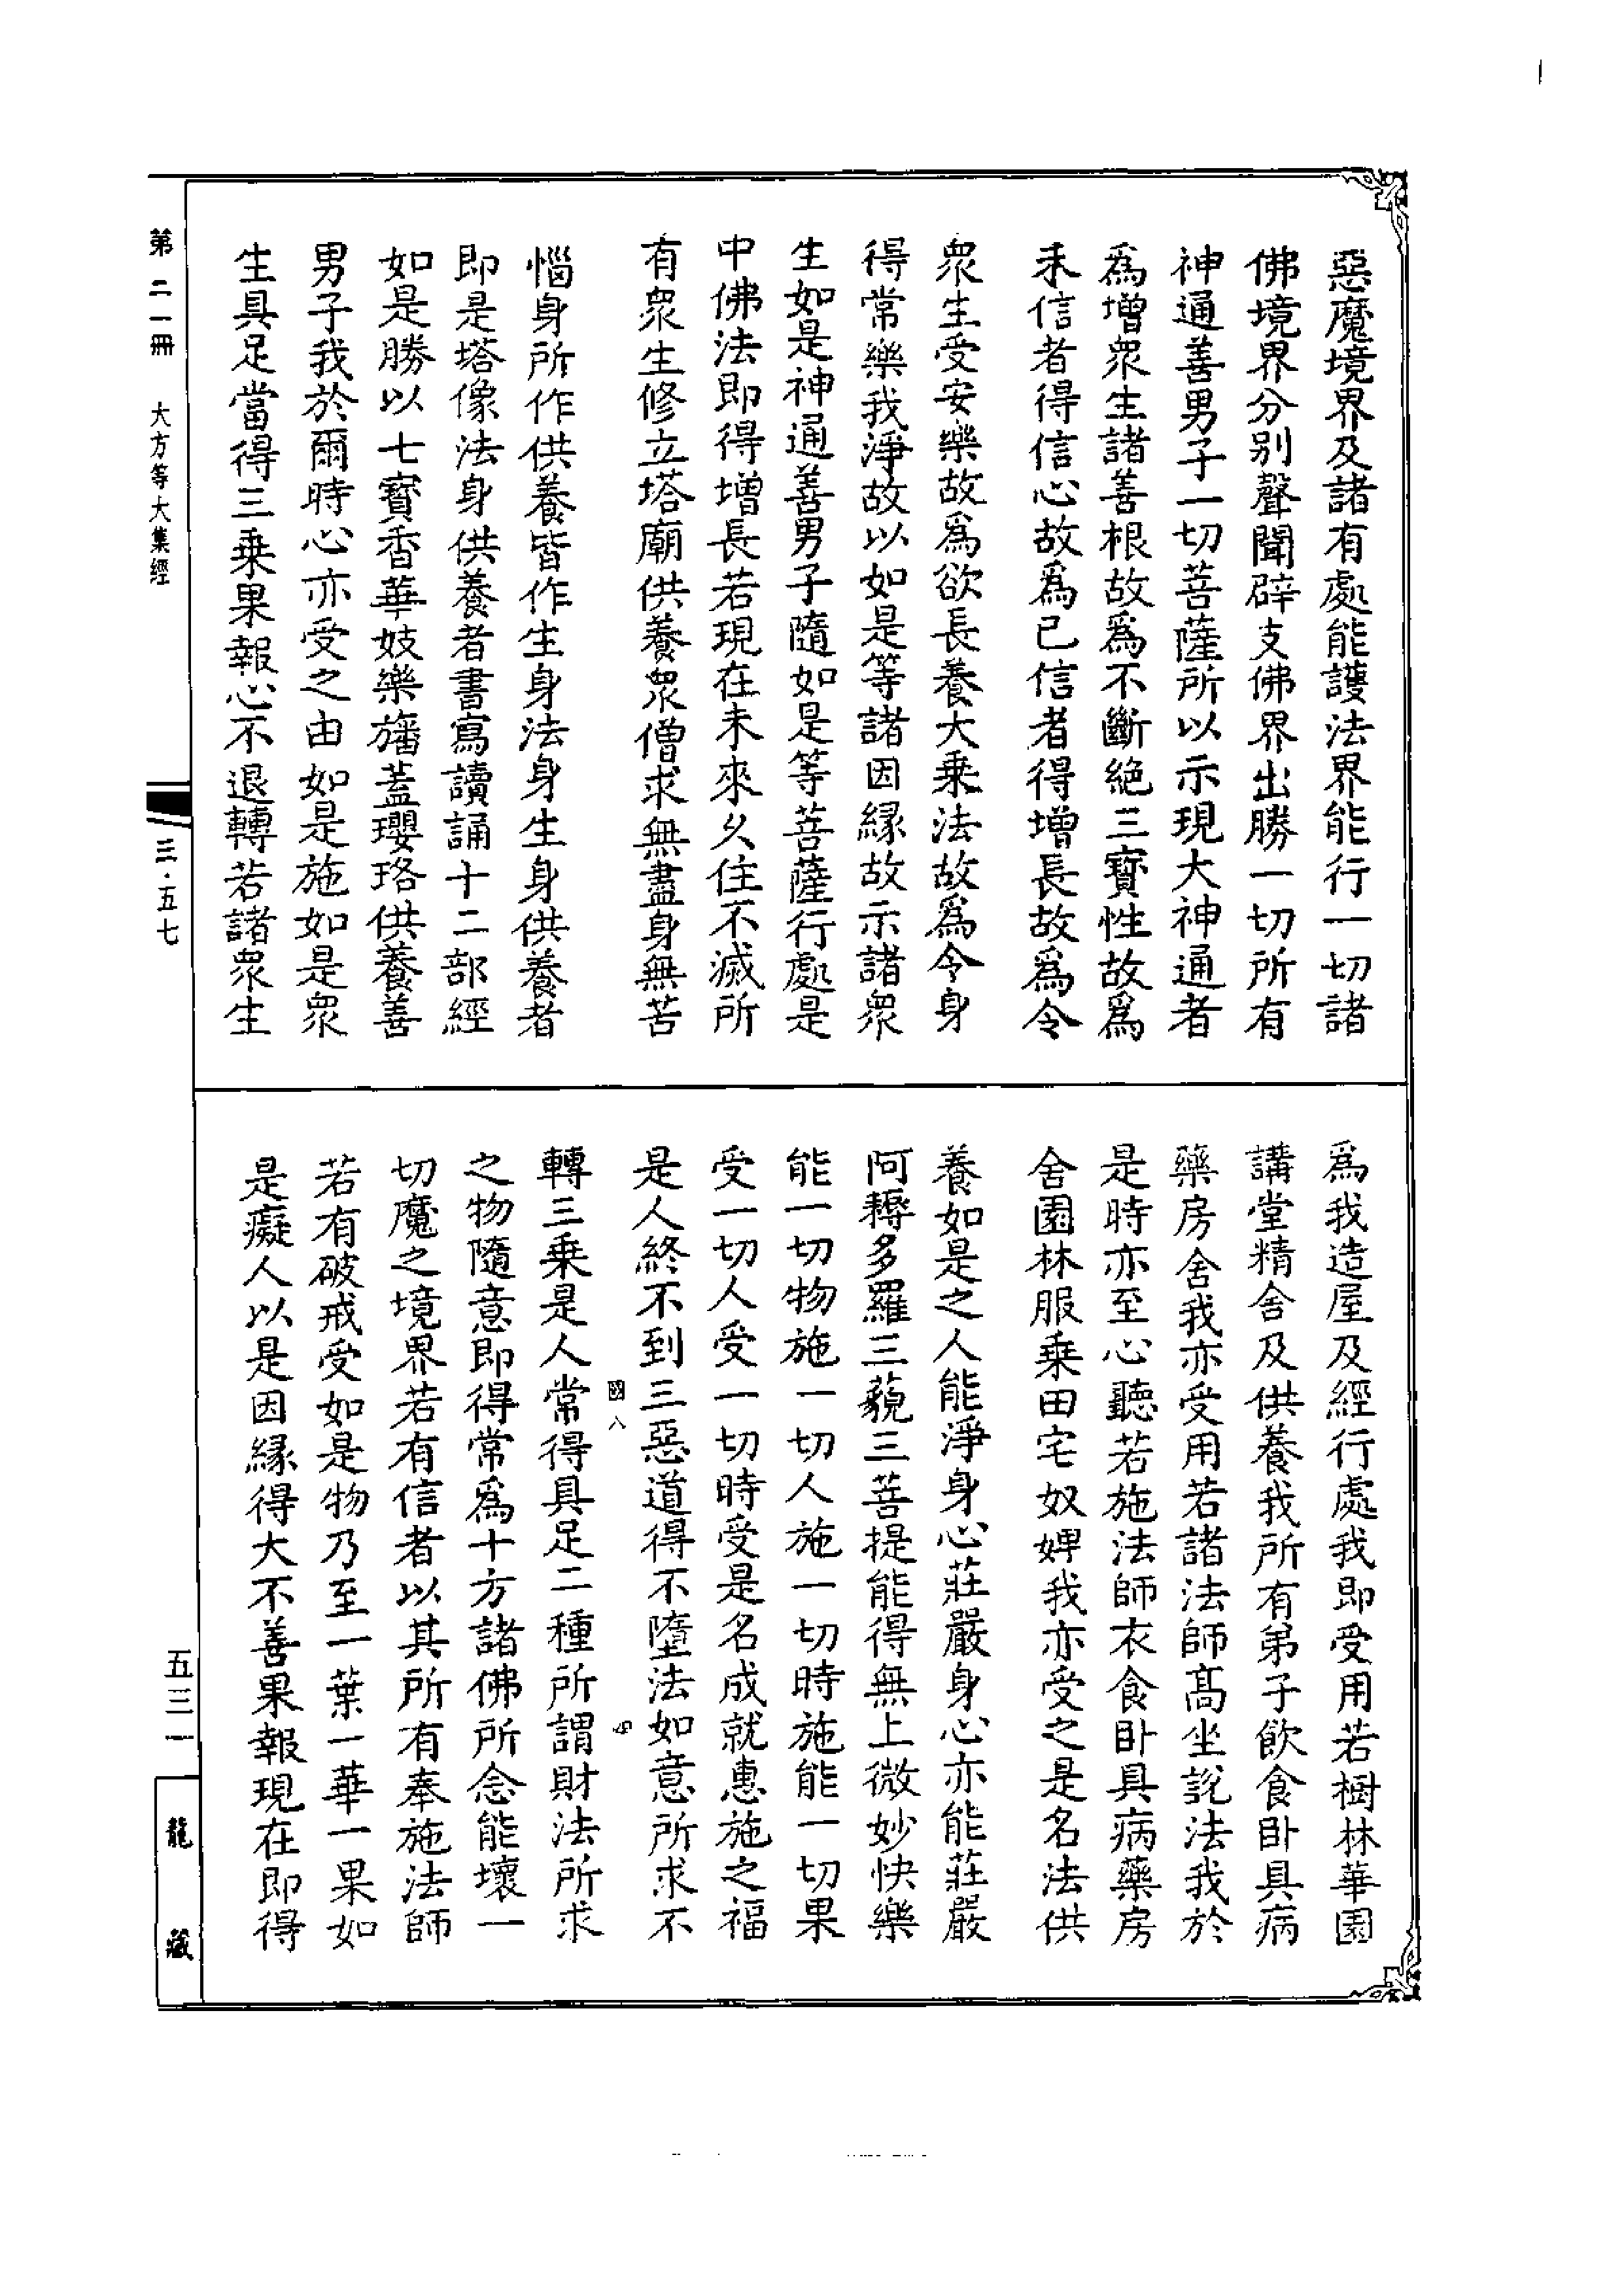 惡魔境界及諸有處能護法界能行一切諸
佛境界分别聲聞辟支佛界出勝一切所有
神通善男子一切菩薩所以示現大神通者
爲增衆生諸善根故爲不斷絶三寶性故爲
未信者得信心故爲已信者得增長故爲令
衆生受安樂故爲欲長養大乗法故爲令身
得常樂我淨故以如是等諸因緣故示諸衆
生如是神通善男子隨如是等菩薩行處是
中佛法即得增長若現在未來乆住不滅所
有衆生修立塔廟供養衆僧求無盡身無苦
惱身所作供養皆作生身法身生身供養者
即是塔像法身供養者書寫讀誦十二部經
如是勝以七寳香華妓樂旛蓋瓔珞供養善
男子我於爾時心亦受之由如是施如是衆
生具足當得三乗果報心不退轉若諸衆生
爲我造屋及經行處我即受用若樹林華園
講堂精舍及供養我所有弟子飲食卧具病
藥房舍我亦受用若諸法師髙坐說法我於
是時亦至心聽若施法師衣食卧具病藥房
舍園林服乗田宅奴婢我亦受之是名法供
養如是之人能淨身心莊嚴身心亦能莊嚴
阿耨多羅三藐三菩提能得無上微妙快樂
能一切物施一切人施一切時施能一切果
受一切人受一切時受是名成就惠施之福
是人終不到三惡道得不墮法如意所求不
國八
四
轉三乗是人常得具足二種所謂財法所求
之物隨意即得常爲十方諸佛所念能壞一
切魔之境界若有信者以其所有奉施法師
若有破戒受如是物乃至一葉一華一果如
是癡人以是因緣得大不善果報現在即得
第二一冊　大方等大集經
三·五七
五三一
龍藏